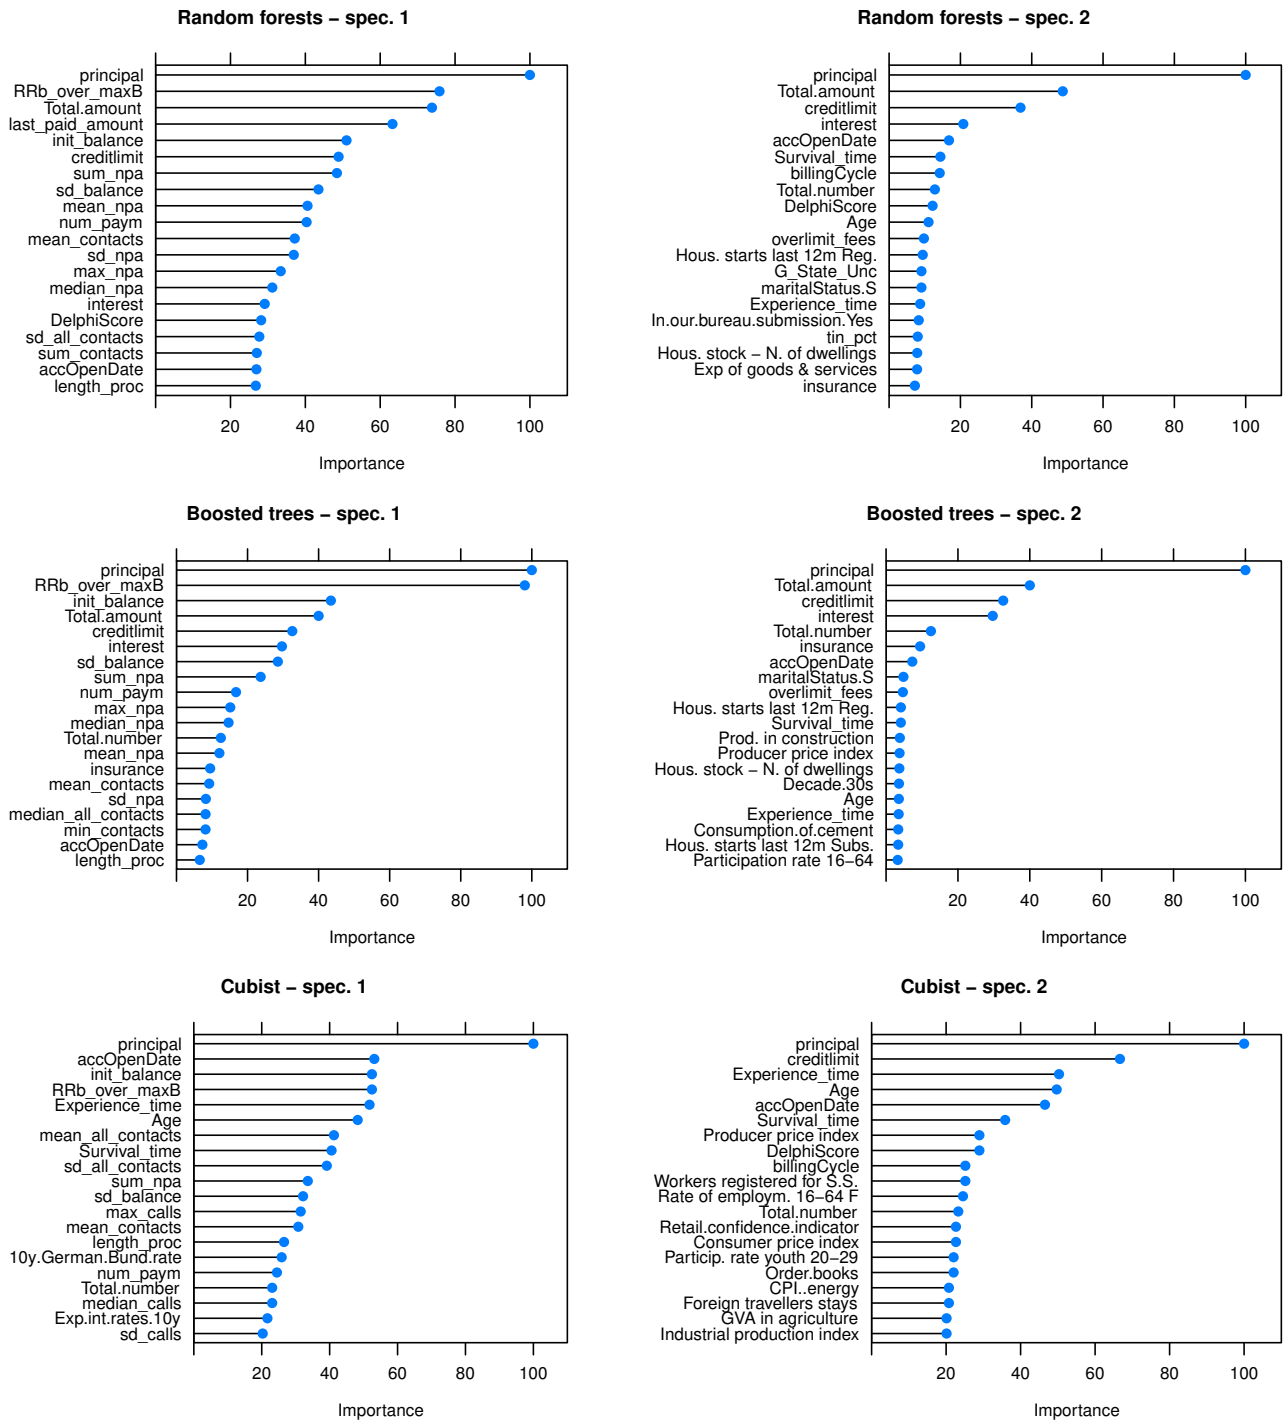 Random forests – spec. 1
principal
RRb_over_maxB
Total.amount
last_paid_amount
init_balance
creditlimit
sum_npa
sd_balance
mean_npa
num_paym
mean_contacts
sd_npa
max_npa
median_npa
interest
DelphiScore
sd_all_contacts
sum_contacts
accOpenDate
length_proc
20 40 60 80 100
Importance
Random forests – spec. 2
principal
Total.amount
creditlimit
interest
accOpenDate
Survival_time
billingCycle
Total.number
DelphiScore
Age
overlimit_fees
Hous. starts last 12m Reg.
G_State_Unc
maritalStatus.S
Experience_time
In.our.bureau.submission.Yes
tin_pct
Hous. stock – N. of dwellings
Exp of goods & services
insurance
20 40 60 80 100
Importance
Boosted trees – spec. 1
principal
RRb_over_maxB
init_balance
Total.amount
creditlimit
interest
sd_balance
sum_npa
num_paym
max_npa
median_npa
Total.number
mean_npa
insurance
mean_contacts
sd_npa
median_all_contacts
min_contacts
accOpenDate
length_proc
20 40 60 80 100
Importance
Boosted trees – spec. 2
principal
Total.amount
creditlimit
interest
Total.number
insurance
accOpenDate
maritalStatus.S
overlimit_fees
Hous. starts last 12m Reg.
Survival_time
Prod. in construction
Producer price index
Hous. stock – N. of dwellings
Decade.30s
Age
Experience_time
Consumption.of.cement
Hous. starts last 12m Subs.
Participation rate 16–64
20 40 60 80 100
Importance
Cubist – spec. 1
principal
accOpenDate
init_balance
RRb_over_maxB
Experience_time
Age
mean_all_contacts
Survival_time
sd_all_contacts
sum_npa
sd_balance
max_calls
mean_contacts
length_proc
10y.German.Bund.rate
num_paym
Total.number
median_calls
Exp.int.rates.10y
sd_calls
20 40 60 80 100
Importance
Cubist – spec. 2
principal
creditlimit
Experience_time
Age
accOpenDate
Survival_time
Producer price index
DelphiScore
billingCycle
Workers registered for S.S.
Rate of employm. 16–64 F
Total.number
Retail.confidence.indicator
Consumer price index
Particip. rate youth 20–29
Order.books
CPI..energy
Foreign travellers stays
GVA in agriculture
Industrial production index
20 40 60 80 100
Importance